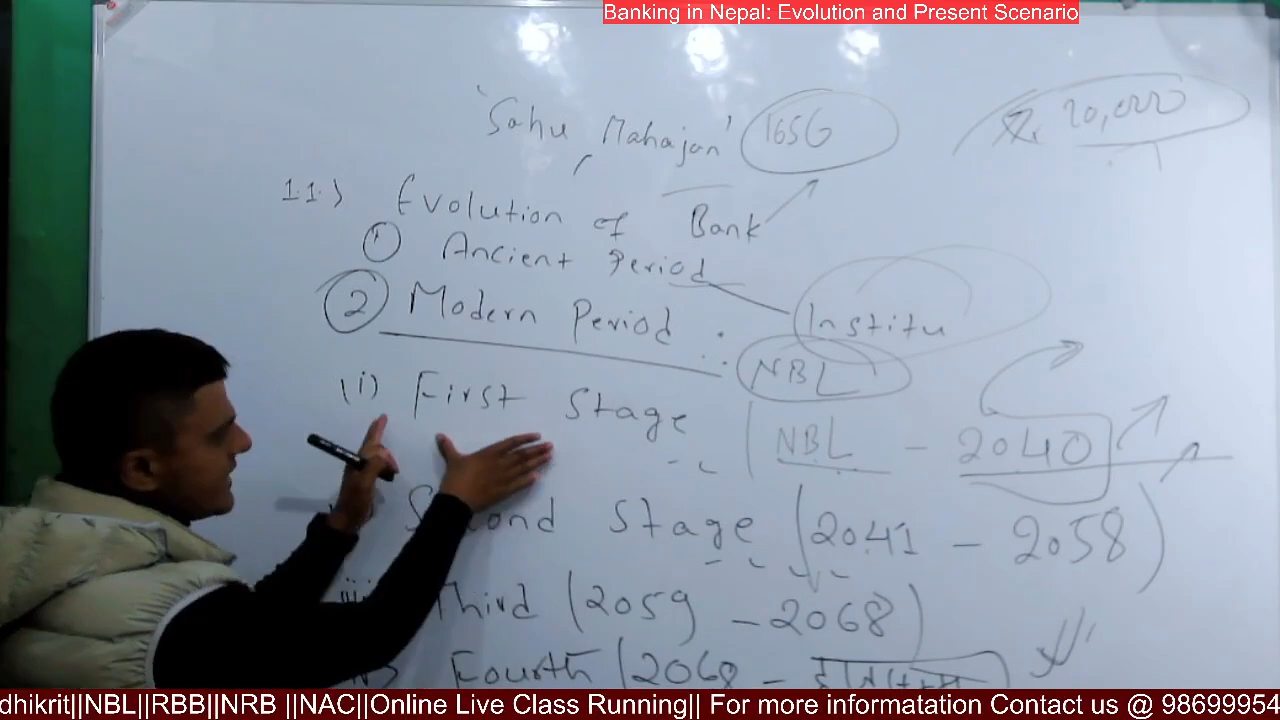 Banking in Nepal: Evolution and Present Scenario
'Sahu Mahajan' 1656
20,000
1.1.) Evolution of Bank
① Ancient Period
② Modern Period : Institu
NBL
(i) First Stage (NBL - 2040
Second Stage (2041 - 2058)
iii Third (2059 - 2068)
Fourth (2068 -
dhikrit||NBL||RBB||NRB ||NAC||Online Live Class Running|| For more informatation Contact us @ 98699954